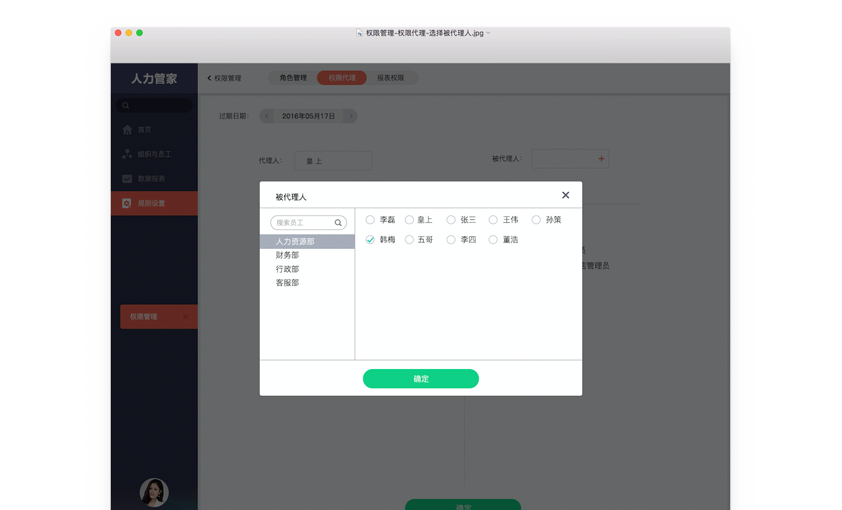 权限管理-权限代理-选择被代理人.jpg
人力管家
权限管理
角色管理
权限代理
报表权限
首页
组织与员工
数据报表
规则设置
权限管理
过期日期：
2016年05月17日
代理人：
皇上
被代理人：
被代理人
搜索员工
人力资源部
财务部
行政部
客服部
李磊 皇上 张三 王伟 孙策
韩梅 五哥 李四 董浩
确定
员
告管理员
确定